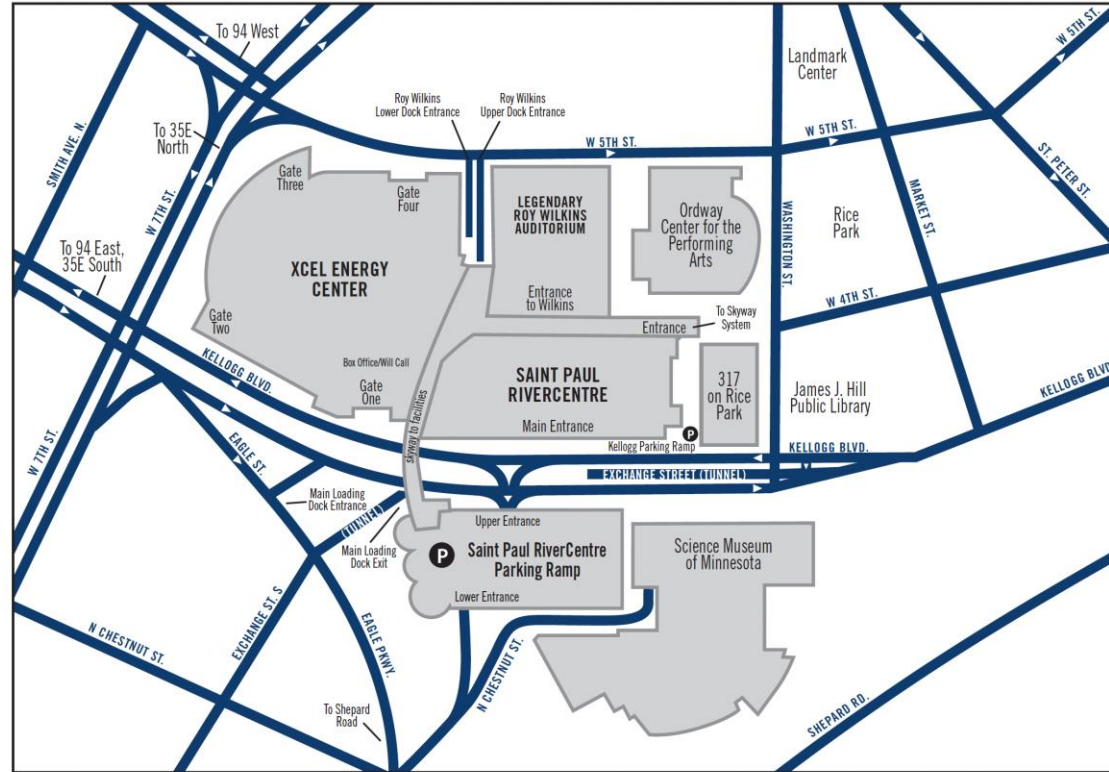 To 94 West
W 5TH ST.
Landmark
Center
Roy Wilkins
Lower Dock Entrance
Roy Wilkins
Upper Dock Entrance
To 35E
North
SMITH AVE. N.
W 7TH ST.
W 5TH ST.
W 5TH ST.
ST. PETER ST.
Gate
Three
Gate
Four
LEGENDARY
ROY WILKINS
AUDITORIUM
Ordway
Center for the
Performing
Arts
WASHINGTON ST.
Rice
Park
MARKET ST.
To 94 East,
35E South
XCEL ENERGY
CENTER
Entrance
to Wilkins
W 4TH ST.
Gate
Two
Entrance
To Skyway
System
KELLOGG BLVD.
Box Office/Will Call
Gate
One
skyway to facilities
SAINT PAUL
RIVERCENTRE
Main Entrance
317
on Rice
Park
James J. Hill
Public Library
KELLOGG BLVD.
P
Kellogg Parking Ramp
KELLOGG BLVD.
W 7TH ST.
EAGLE ST.
EXCHANGE STREET (TUNNEL)
Main Loading
Dock Entrance
(TUNNEL)
Main Loading
Dock Exit
Upper Entrance
P
Saint Paul RiverCentre
Parking Ramp
Lower Entrance
Science Museum
of Minnesota
N CHESTNUT ST.
EXCHANGE ST. S
EAGLE PKWY.
N CHESTNUT ST.
To Shepard
Road
SHEPARD RD.